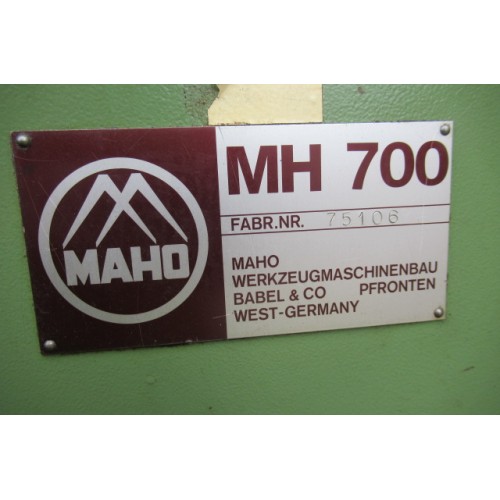 MAHO
MH 700
FABR.NR. 75106
MAHO
WERKZEUGMASCHINENBAU
BABEL & CO PFRONTEN
WEST-GERMANY